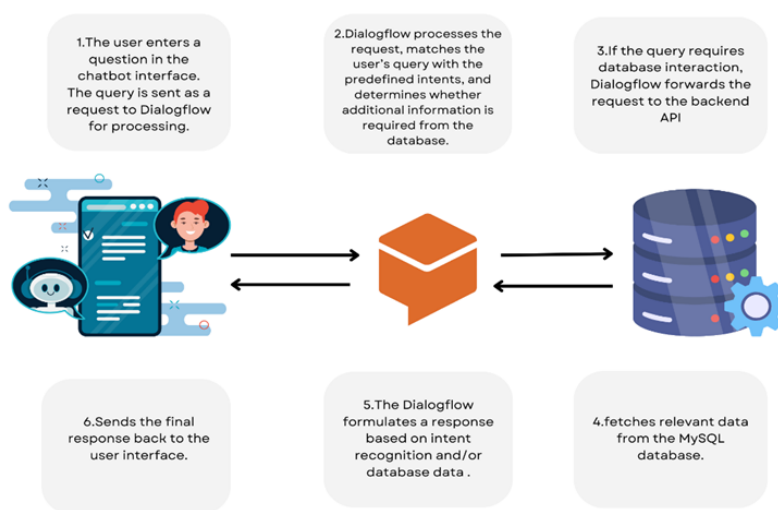 1.The user enters a
question in the
chatbot interface.
The query is sent as a
request to Dialogflow
for processing.
2.Dialogflow processes the
request, matches the
user's query with the
predefined intents, and
determines whether
additional information is
required from the
database.
3.If the query requires
database interaction,
Dialogflow forwards the
request to the backend
API
6.Sends the final
response back to the
user interface.
5.The Dialogflow
formulates a response
based on intent
recognition and/or
database data .
4.fetches relevant data
from the MySQL
database.